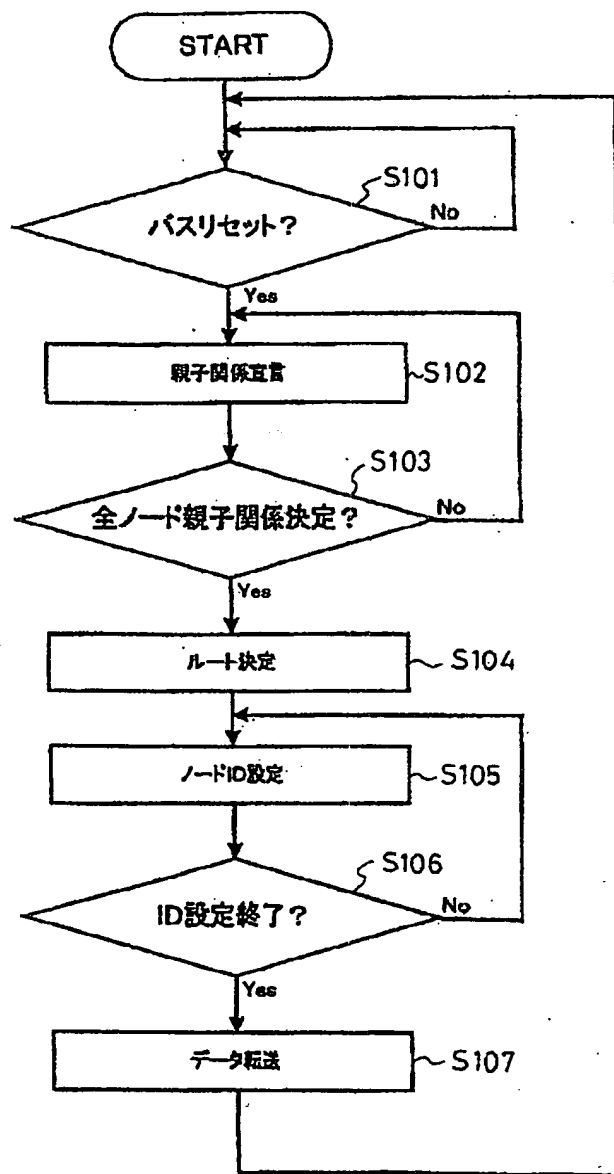 START
S101
バスリセット?
No
Yes
親子関係宣言
S102
S103
全ノード親子関係決定?
No
Yes
ルート決定
S104
ノードID設定
S105
S106
ID設定終了?
No
Yes
データ転送
S107